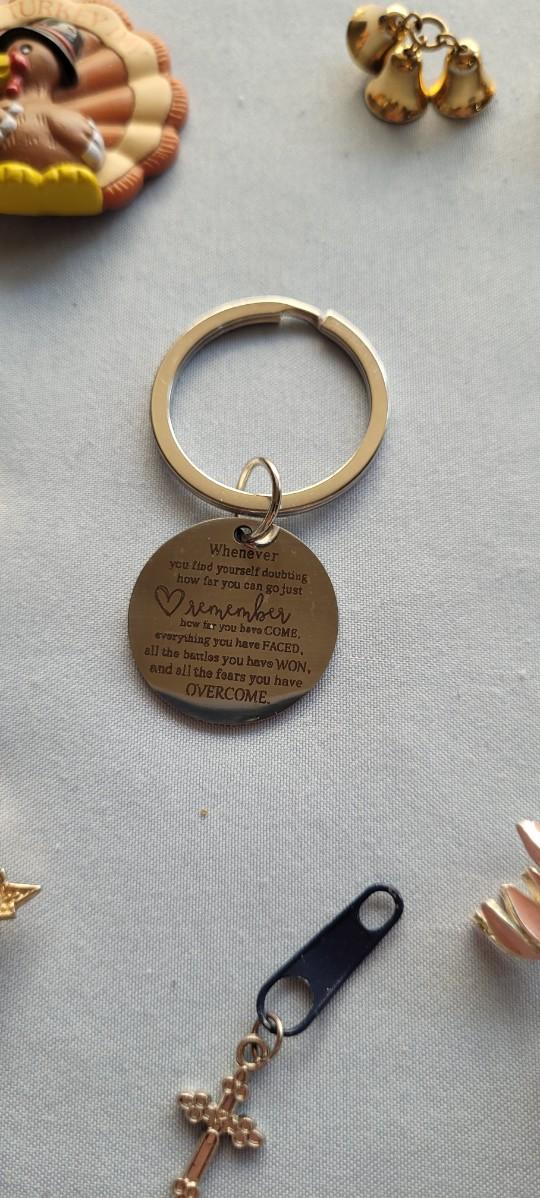 TURKEY
Whenever
you find yourself doubting
how far you can go just
remember
how far you have COME,
everything you have FACED,
all the battles you have WON,
and all the fears you have
OVERCOME.